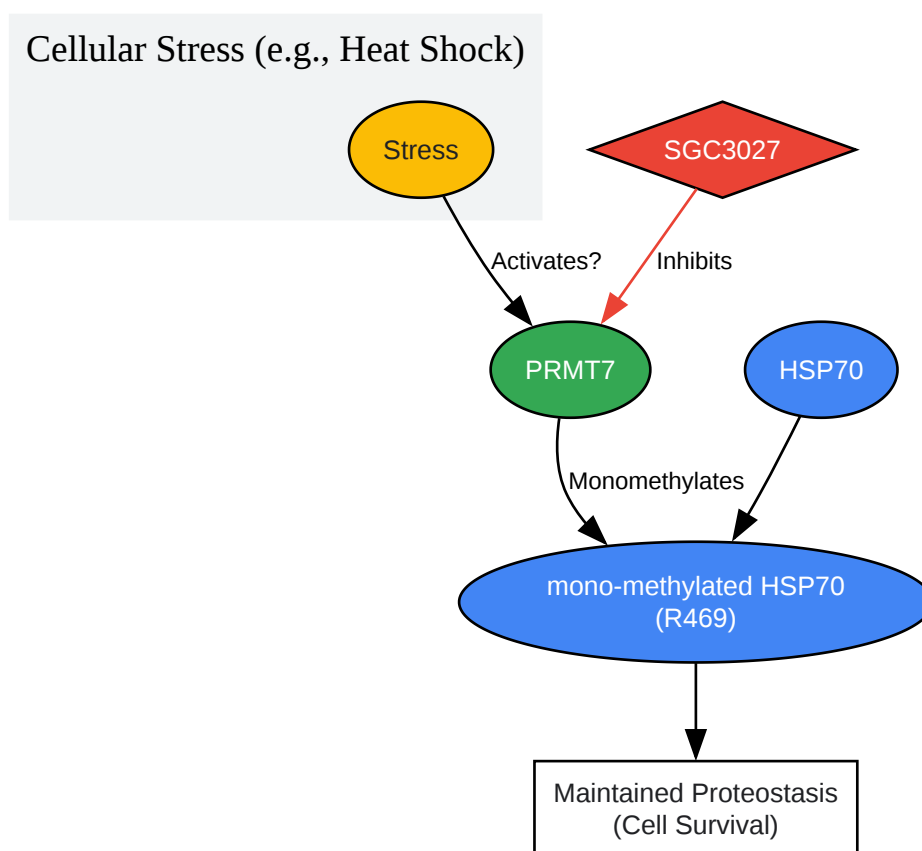 Cellular Stress (e.g., Heat Shock)
Stress
SGC3027
Activates?
Inhibits
PRMT7
HSP70
Monomethylates
mono-methylated HSP70
(R469)
Maintained Proteostasis
(Cell Survival)